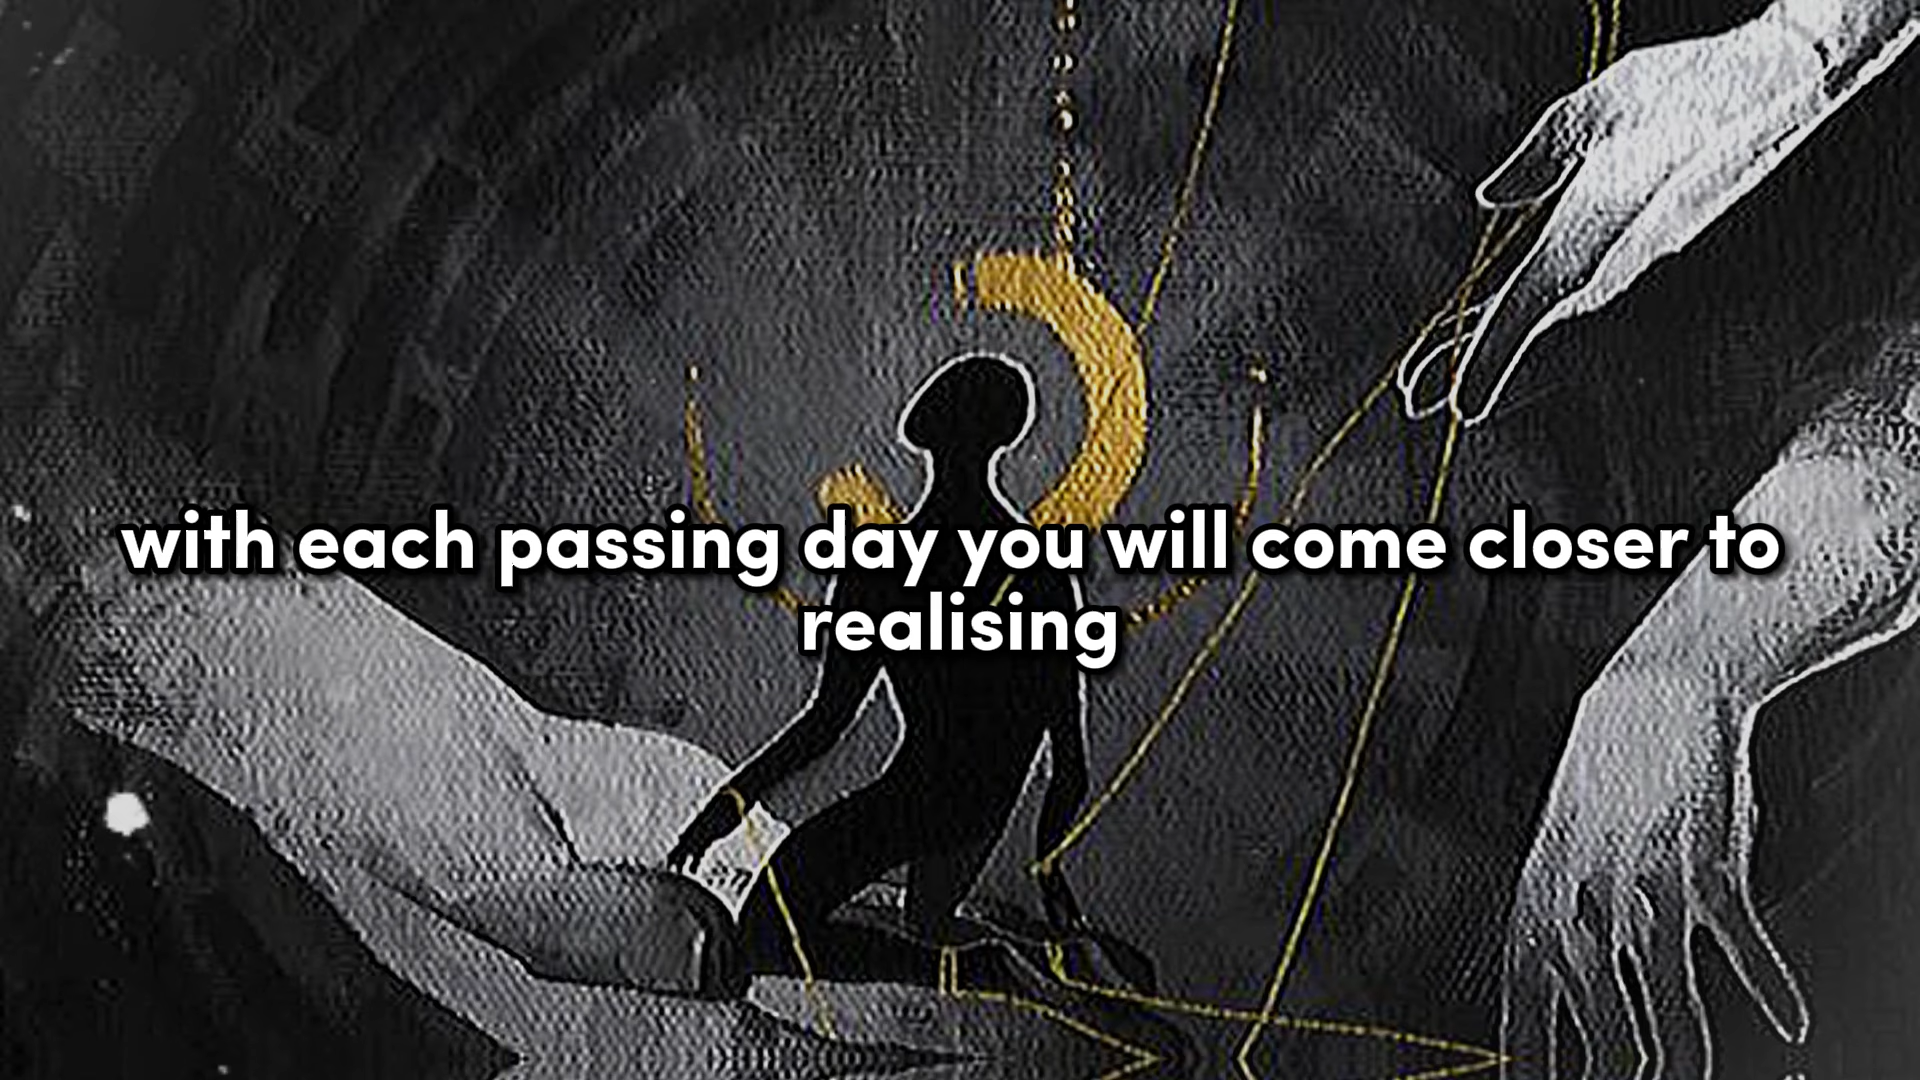 with each passing day you will come closer to
realising